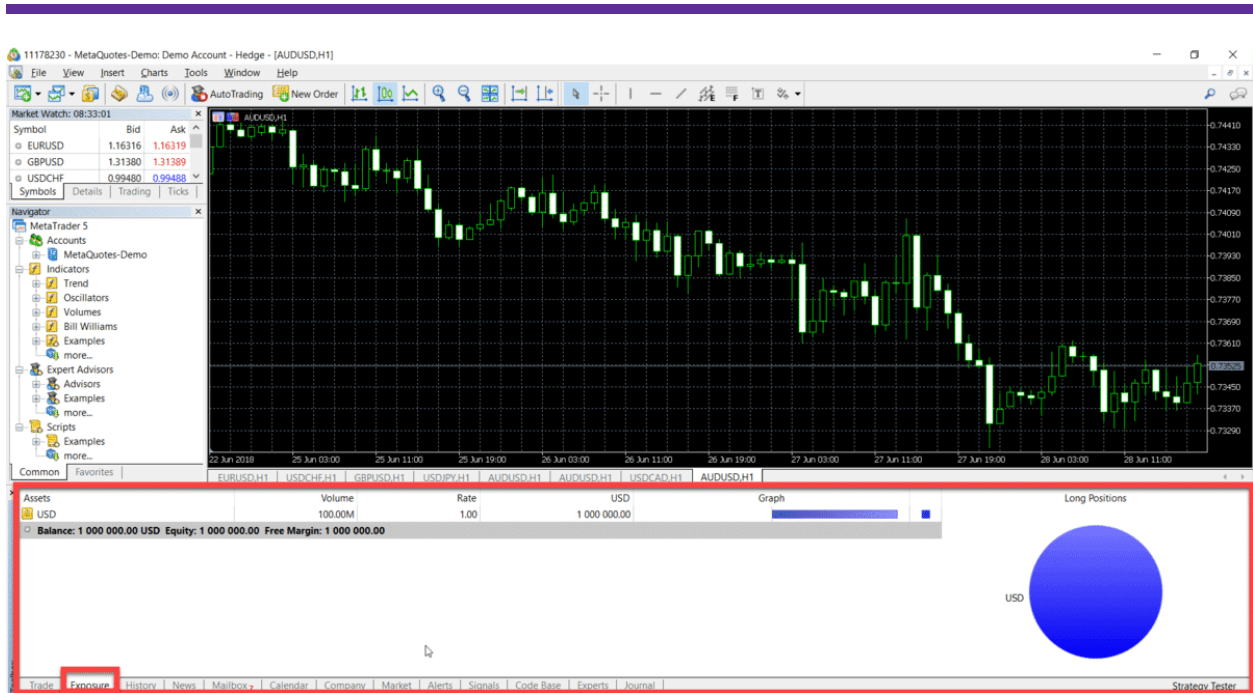 11178230 - MetaQuotes-Demo: Demo Account - Hedge - [AUDUSD,H1]
File View Insert Charts Tools Window Help
AutoTrading New Order
Market Watch: 08:33:01
Symbol Bid Ask
EURUSD 1.16316 1.16319
GBPUSD 1.31380 1.31389
USDCHF 0.99480 0.99488
Symbols Details Trading Ticks
Navigator
MetaTrader 5
Accounts
MetaQuotes-Demo
Indicators
Trend
Oscillators
Volumes
Bill Williams
Examples
more...
Expert Advisors
Advisors
Examples
more...
Scripts
Examples
more...
Common Favorites
AUDUSD,H1
0.74410
0.74330
0.74250
0.74170
0.74090
0.74010
0.73930
0.73850
0.73770
0.73690
0.73610
0.73525
0.73450
0.73370
0.73290
22 Jun 2018 25 Jun 03:00 25 Jun 11:00 25 Jun 19:00 26 Jun 03:00 26 Jun 11:00 26 Jun 19:00 27 Jun 03:00 27 Jun 11:00 27 Jun 19:00 28 Jun 03:00 28 Jun 11:00
EURUSD,H1 USDCHF,H1 GBPUSD,H1 USDJPY,H1 AUDUSD,H1 AUDUSD,H1 USDCAD,H1 AUDUSD,H1
Assets Volume Rate USD Graph Long Positions
USD 100.00M 1.00 1 000 000.00
Balance: 1 000 000.00 USD Equity: 1 000 000.00 Free Margin: 1 000 000.00
USD
Trade Exposure History News Mailbox 7 Calendar Company Market Alerts Signals Code Base Experts Journal Strategy Tester